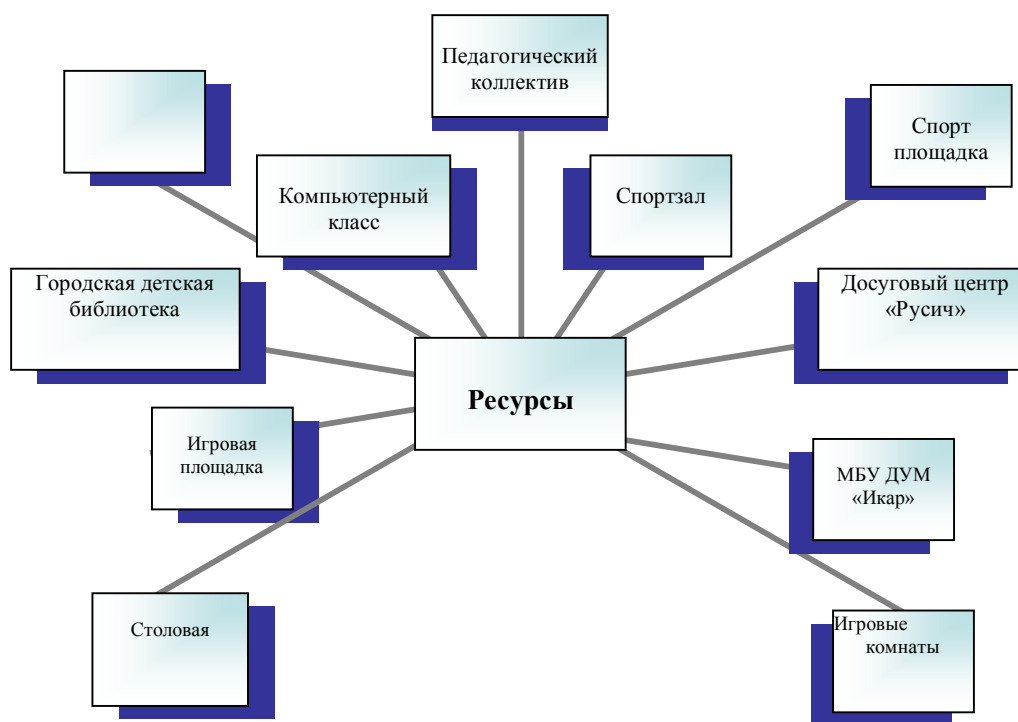 Педагогический
коллектив
Спорт
площадка
Компьютерный
класс
Спортзал
Городская детская
библиотека
Досуговый центр
«Русич»
Ресурсы
Игровая
площадка
МБУ ДУМ
«Икар»
Столовая
Игровые
комнаты